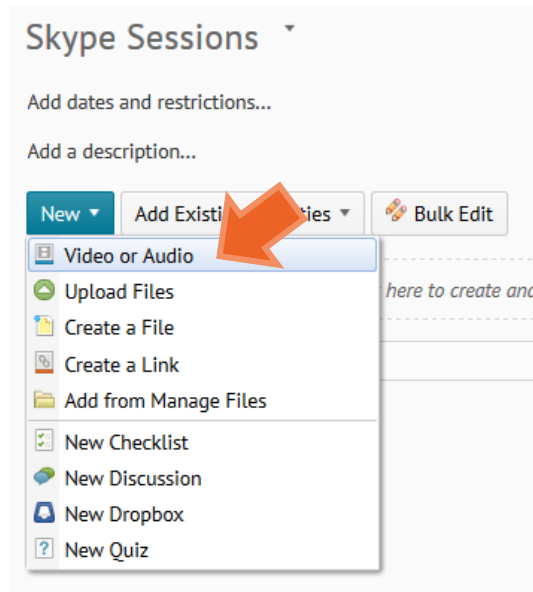 Skype Sessions
Add dates and restrictions...
Add a description...
New Add Existi ties Bulk Edit
Video or Audio
Upload Files
here to create and
Create a File
Create a Link
Add from Manage Files
New Checklist
New Discussion
New Dropbox
New Quiz